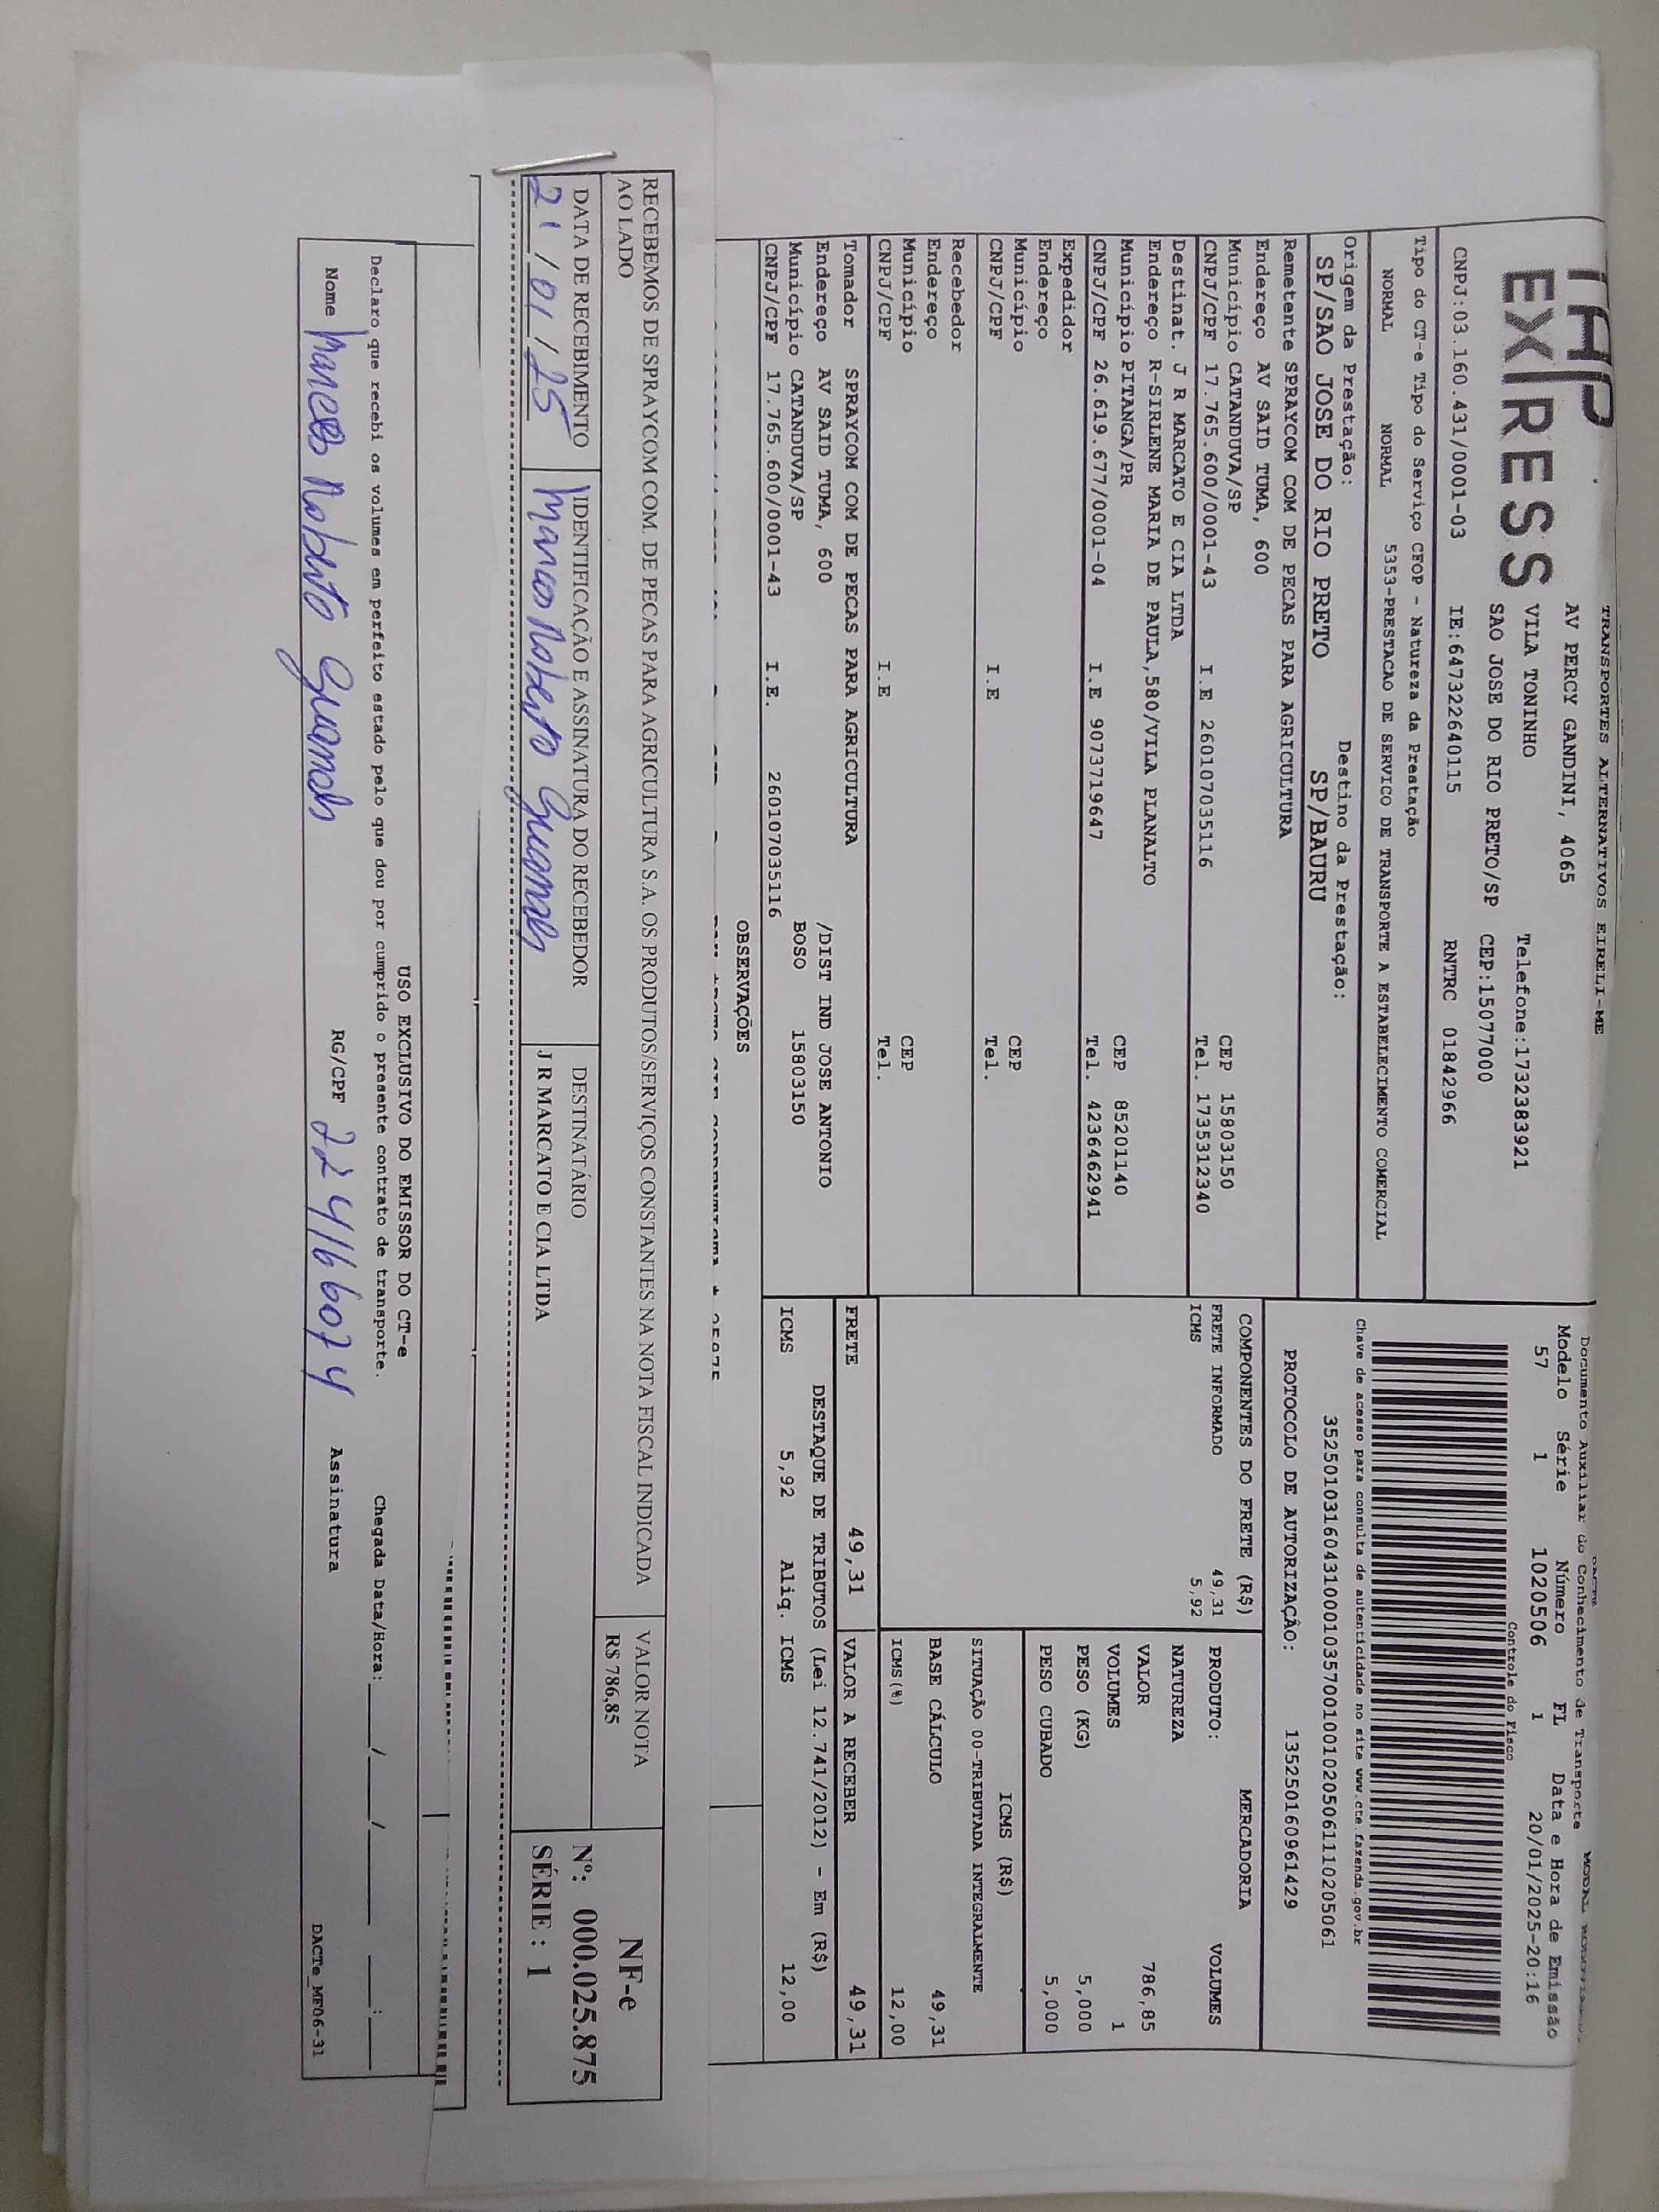 TAP
EXPRESS
TRANSPORTES ALTERNATIVOS EIRELI-ME
AV PERCY GANDINI, 4065
VILA TONINHO Telefone:1732383921
SAO JOSE DO RIO PRETO/SP CEP:15077000
CNPJ:03.160.431/0001-03 IE:647322640115 RNTRC 01842966
Tipo do CT-e Tipo do Serviço CFOP - Natureza da Prestação
NORMAL NORMAL 5353-PRESTACAO DE SERVICO DE TRANSPORTE A ESTABELECIMENTO COMERCIAL
Origem da Prestação: Destino da Prestação:
SP/SAO JOSE DO RIO PRETO SP/BAURU
Remetente SPRAYCOM COM DE PECAS PARA AGRICULTURA
Endereço AV SAID TUMA, 600
Município CATANDUVA/SP CEP 15803150
CNPJ/CPF 17.765.600/0001-43 I.E 260107035116 Tel. 1735312340
Destinat. J R MARCATO E CIA LTDA
Endereço R-SIRLENE MARIA DE PAULA,580/VILA PLANALTO
Município PITANGA/PR CEP 85201140
CNPJ/CPF 26.619.677/0001-04 I.E 9073719647 Tel. 4236462941
Expedidor
Endereço
Município CEP
CNPJ/CPF I.E Tel.
Recebedor
Endereço
Município CEP
CNPJ/CPF I.E Tel.
Tomador SPRAYCOM COM DE PECAS PARA AGRICULTURA
Endereço AV SAID TUMA, 600 /DIST IND JOSE ANTONIO
Município CATANDUVA/SP BOSO 15803150
CNPJ/CPF 17.765.600/0001-43 I.E. 260107035116
Documento Auxiliar do Conhecimento de Transporte
Modelo Série Número FL Data e Hora de Emissão
57 1 1020506 1 20/01/2025-20:16
Controle do Fisco
Chave de acesso para consulta de autenticidade no site www.cte.fazenda.gov.br
35250103160431000103570010010205061110205061
PROTOCOLO DE AUTORIZAÇÃO: 135250160961429
COMPONENTES DO FRETE (R$)
FRETE INFORMADO 49,31
ICMS 5,92
MERCADORIA
PRODUTO: VOLUMES
NATUREZA
VALOR 786,85
VOLUMES 1
PESO (KG) 5,000
PESO CUBADO 5,000
ICMS (R$)
SITUAÇÃO 00-TRIBUTADA INTEGRALMENTE
BASE CÁLCULO 49,31
ICMS(%) 12,00
FRETE 49,31 VALOR A RECEBER 49,31
DESTAQUE DE TRIBUTOS (Lei 12.741/2012) - Em (R$)
ICMS 5,92 Aliq. ICMS 12,00
OBSERVAÇÕES
RECEBEMOS DE SPRAYCOM COM. DE PECAS PARA AGRICULTURA S.A. OS PRODUTOS/SERVIÇOS CONSTANTES NA NOTA FISCAL INDICADA
AO LADO
VALOR NOTA
R$ 786,85
NF-e
Nº: 000.025.875
SÉRIE : 1
DATA DE RECEBIMENTO IDENTIFICAÇÃO E ASSINATURA DO RECEBEDOR DESTINATÁRIO
21/01/25 Marcos Roberto Guamols J R MARCATO E CIA LTDA
USO EXCLUSIVO DO EMISSOR DO CT-e
Declaro que recebi os volumes em perfeito estado pelo que dou por cumprido o presente contrato de transporte. Chegada Data/Hora: ____/____/______ ___:___
Nome Marcos Roberto RG/CPF 224166074 Assinatura
DACTe_MF06-31